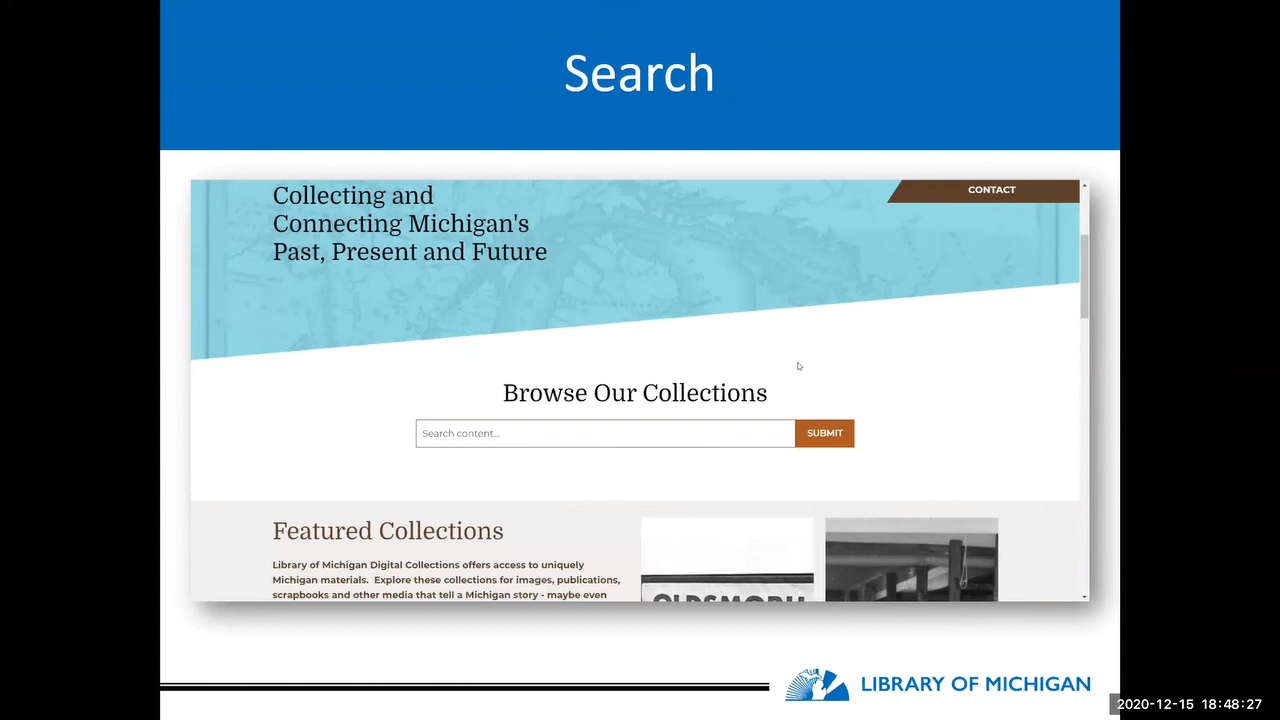 Search
Collecting and
Connecting Michigan's
Past, Present and Future
CONTACT
Browse Our Collections
Search content...
SUBMIT
Featured Collections
Library of Michigan Digital Collections offers access to uniquely
Michigan materials. Explore these collections for images, publications,
scrapbooks and other media that tell a Michigan story - maybe even
LIBRARY OF MICHIGAN
2020-12-15 18:48:27